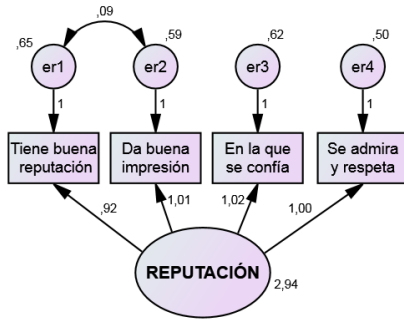 ,09
,65
,59
,62
,50
er1
er2
er3
er4
1
1
1
1
Tiene buena
reputación
Da buena
impresión
En la que
se confía
Se admira
y respeta
,92
1,01
1,02
1,00
REPUTACIÓN
2,94